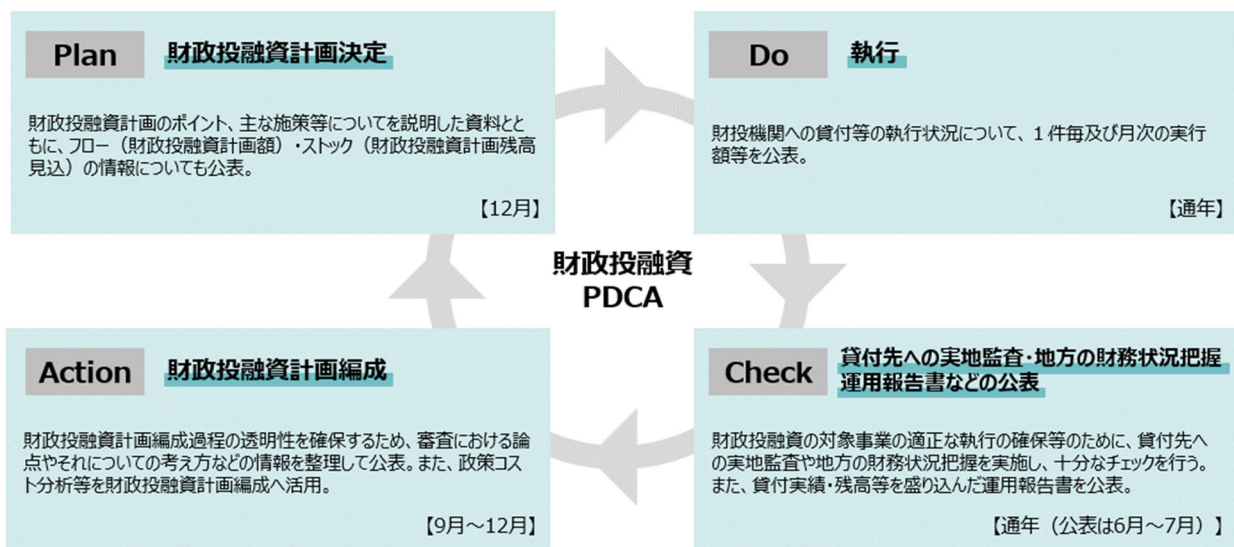 Plan 財政投融資計画決定
財政投融資計画のポイント、主な施策等についてを説明した資料とと
もに、フロー（財政投融資計画額）・ストック（財政投融資計画残高
見込）の情報についても公表。
【12月】
Do 執行
財投機関への貸付等の執行状況について、1件毎及び月次の実行
額等を公表。
【通年】
財政投融資
PDCA
Action 財政投融資計画編成
財政投融資計画編成過程の透明性を確保するため、審査における論
点やそれについての考え方などの情報を整理して公表。また、政策コス
ト分析等を財政投融資計画編成へ活用。
【9月～12月】
Check 貸付先への実地監査・地方の財務状況把握
運用報告書などの公表
財政投融資の対象事業の適正な執行の確保等のために、貸付先へ
の実地監査や地方の財務状況把握を実施し、十分なチェックを行う。
また、貸付実績・残高等を盛り込んだ運用報告書を公表。
【通年（公表は6月～7月）】